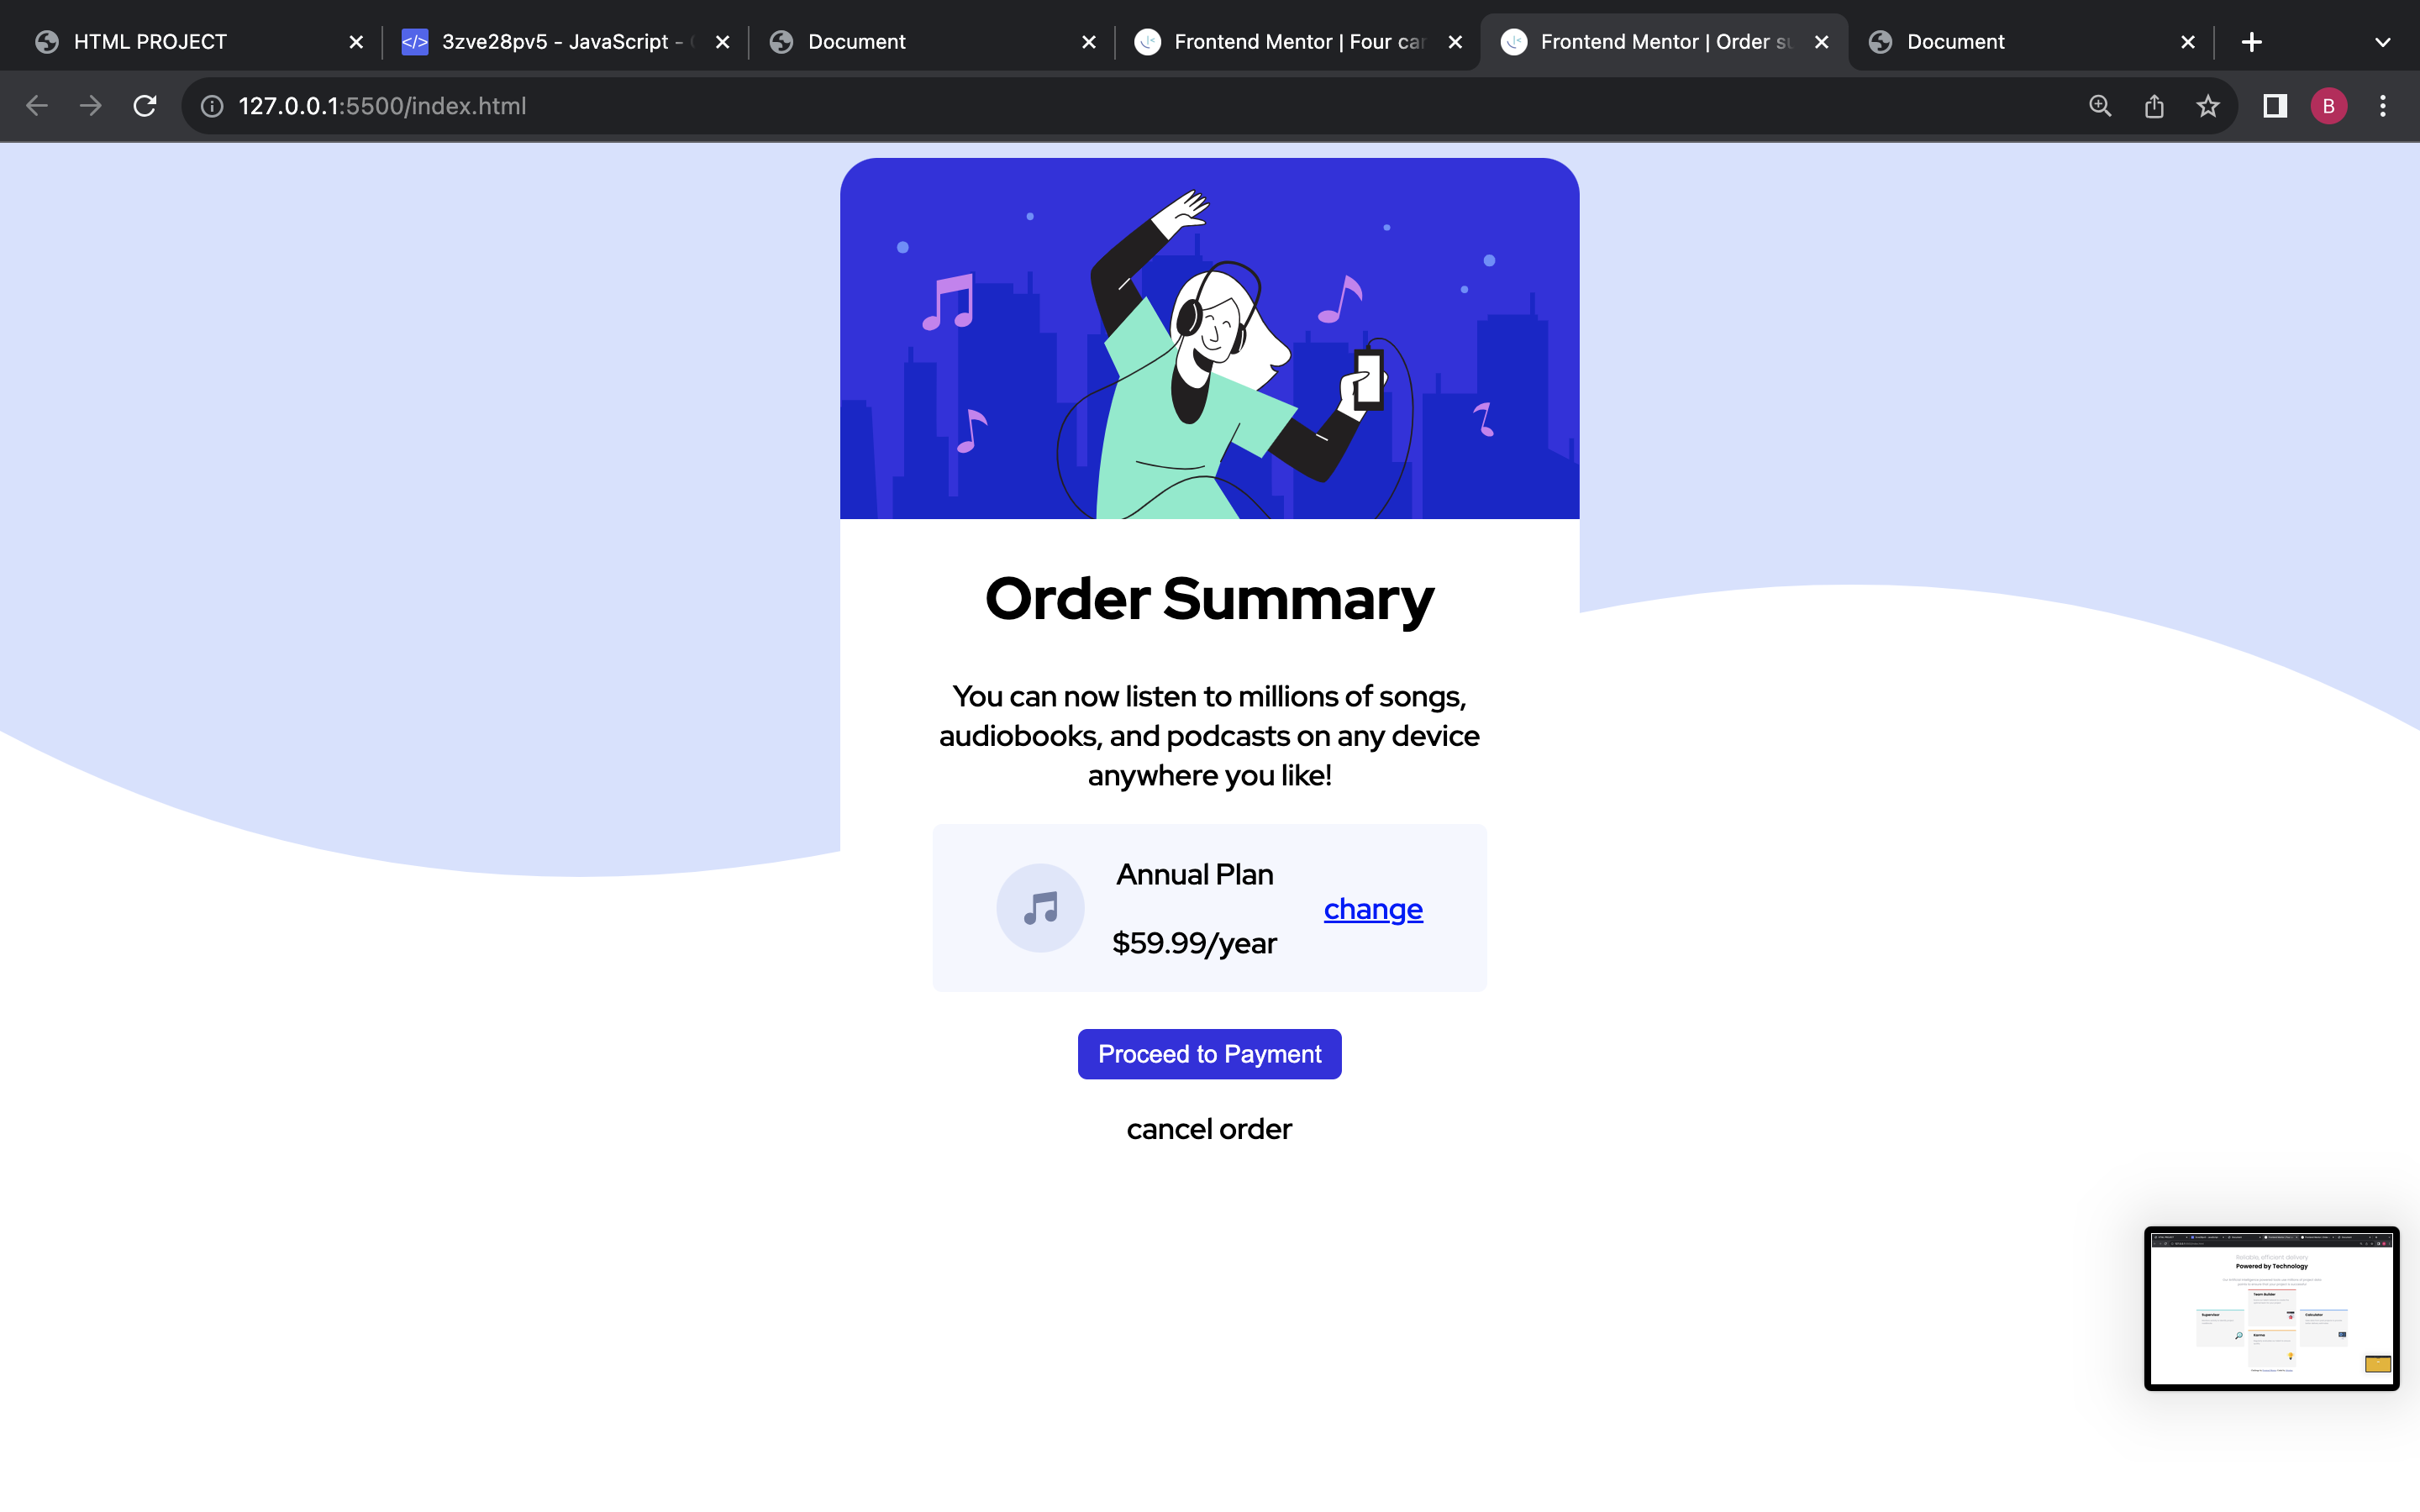 HTML PROJECT
3zve28pv5 - JavaScript -
Document
Frontend Mentor | Four car
Frontend Mentor | Order su
Document
127.0.0.1:5500/index.html
B
Order Summary
You can now listen to millions of songs,
audiobooks, and podcasts on any device
anywhere you like!
Annual Plan
$59.99/year
change
Proceed to Payment
cancel order
Reliable, efficient delivery
Powered by Technology
Team Builder
Supervisor
Calculator
Karma